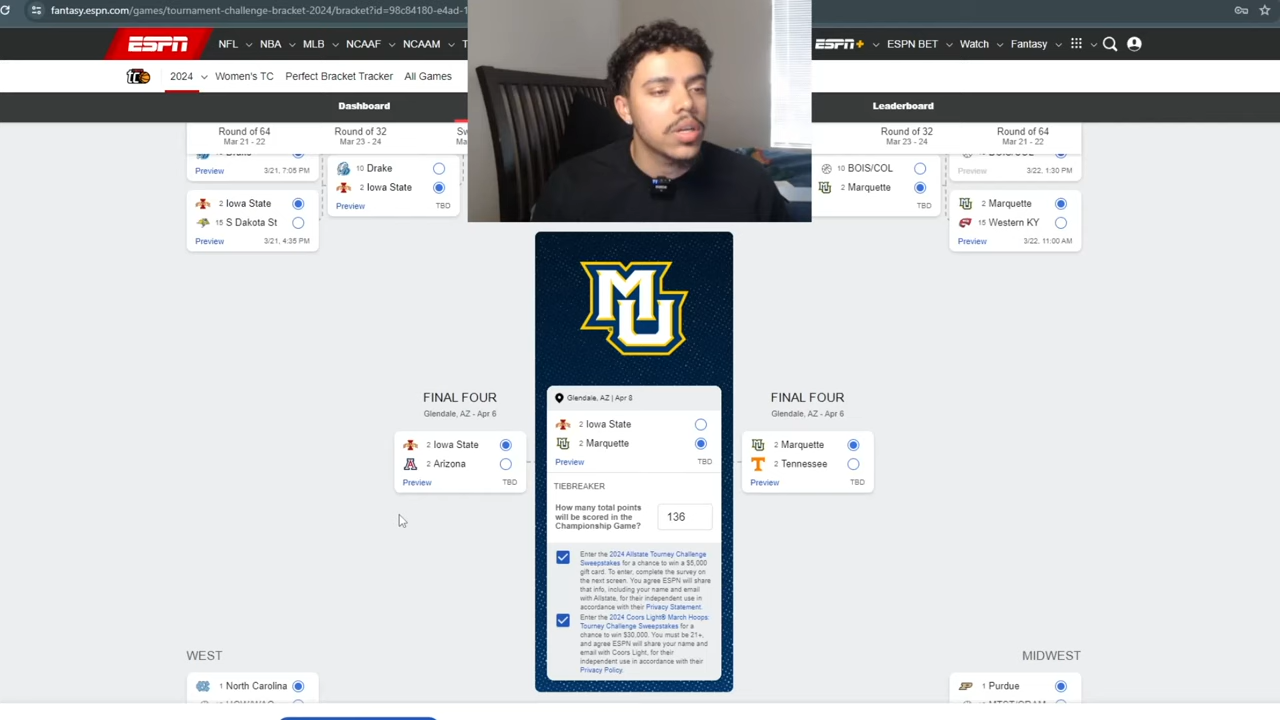 fantasy.espn.com/games/tournament-challenge-bracket-2024/bracket?id=98c84180-e4ad-1
ESPN NFL
NCA
ESPN+ ESPN BET
Fantas
TC 2024 Women's TC Perfect Bracket Tracker All Games
Dashboard
Leaderboard
Round of 64
Mar 21 - 22
Round of 32
Mar 23 - 24
Sw
Ma
Round of 32
Mar 23 - 24
Round of 64
Mar 21 - 22
Preview 3/21, 7:05 PM
10 Drake
2 Iowa State
Preview TBD
2 Iowa State
15 S Dakota St
Preview 3/21, 4:35 PM
10 BOIS/COL
2 Marquette
TBD
Preview 3/22, 1:30 PM
2 Marquette
15 Western KY
Preview 3/22, 11:00 AM
MU
FINAL FOUR
Glendale, AZ - Apr 6
2 Iowa State
2 Arizona
Preview TBD
Glendale, AZ | Apr 8
2 Iowa State
2 Marquette
Preview TBD
TIEBREAKER
How many total points
will be scored in the
Championship Game?
136
Enter the 2024 Allstate Tourney Challenge
Sweepstakes for a chance to win a $5,000
gift card. To enter, complete the survey on
the next screen. You agree ESPN will share
that info, including your name and email
with Allstate, for their independent use in
accordance with their Privacy Statement.
Enter the 2024 Coors Light® March Hoops:
Tourney Challenge Sweepstakes for a
chance to win $30,000. You must be 21+,
and agree ESPN will share your name and
email with Coors Light, for their
independent use in accordance with their
Privacy Policy.
FINAL FOUR
Glendale, AZ - Apr 6
2 Marquette
2 Tennessee
Preview TBD
WEST
1 North Carolina
MIDWEST
1 Purdue